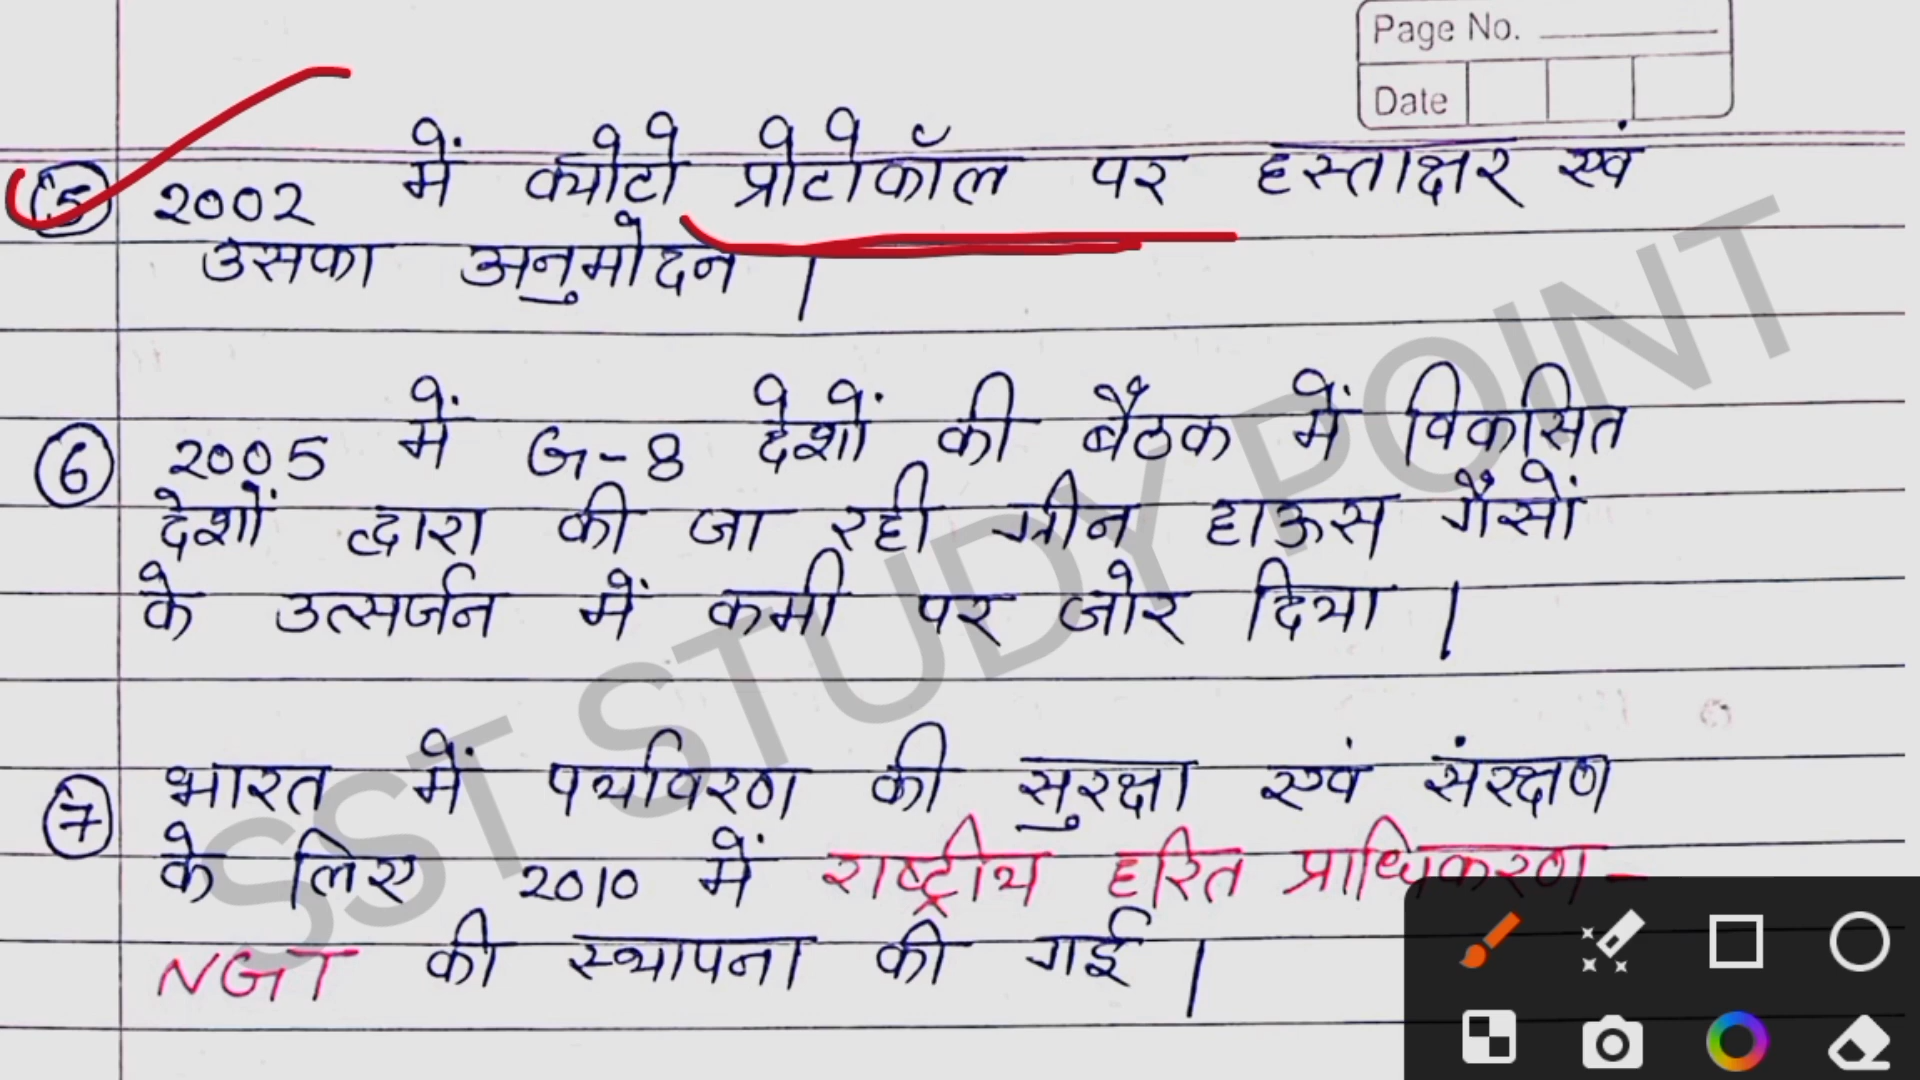 Page No.
Date
⑤ 2002 में क्योटो प्रोटोकॉल पर हस्ताक्षर एवं
उसका अनुमोदन ।
⑥ 2005 में G-8 देशों की बैठक में विकसित
देशों द्वारा की जा रही ग्रीन हाऊस गैसों
के उत्सर्जन में कमी पर जोर दिया ।
⑦ भारत में पर्यावरण की सुरक्षा एवं संरक्षण
के लिए 2010 में राष्ट्रीय हरित प्राधिकरण -
NGT की स्थापना की गई ।
SST STUDY POINT